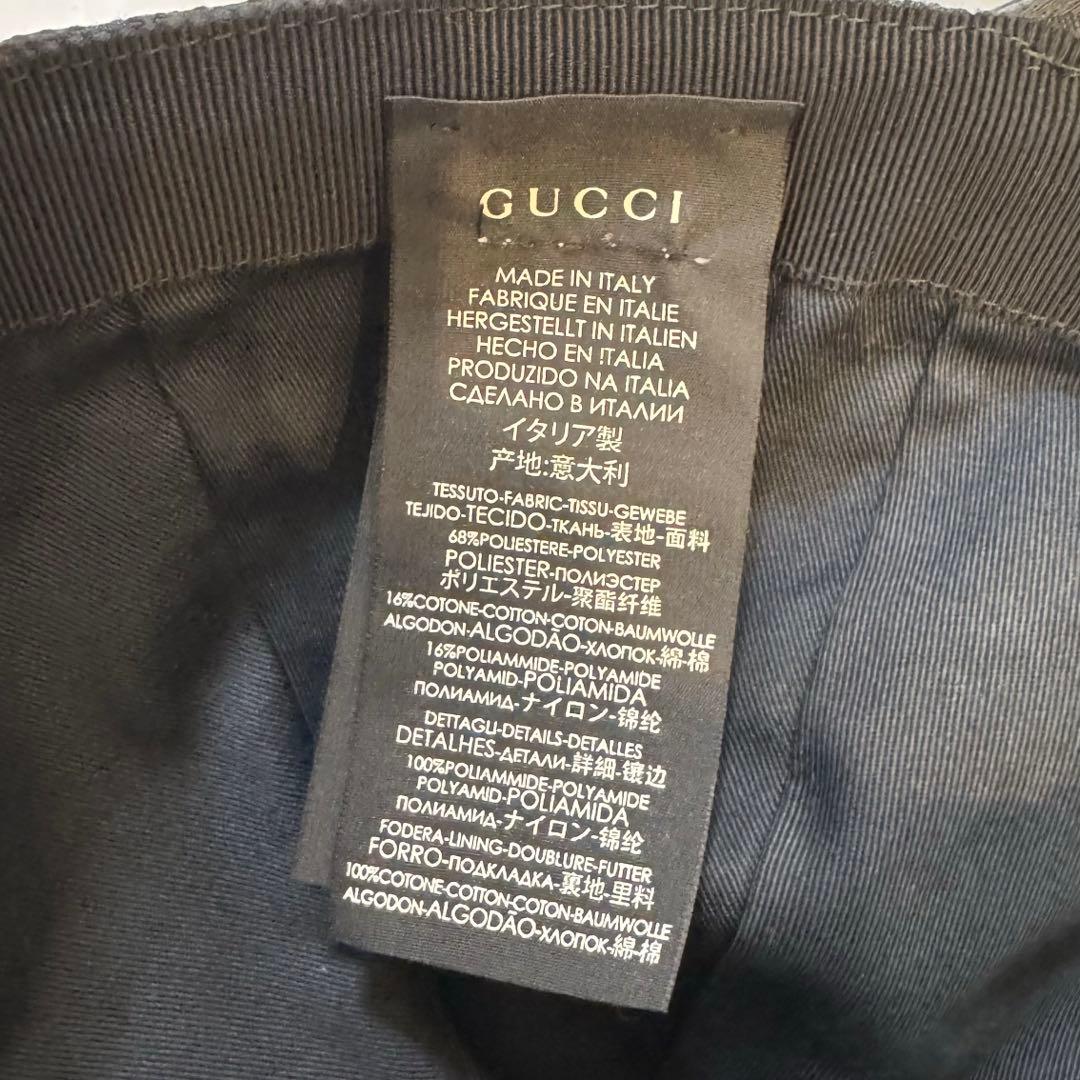 GUCCI
MADE IN ITALY
FABRIQUE EN ITALIE
HERGESTELLT IN ITALIEN
HECHO EN ITALIA
PRODUZIDO NA ITALIA
СДЕЛАНО В ИТАЛИИ
イタリア製
产地:意大利
TESSUTO-FABRIC-TISSU-GEWEBE
TEJIDO-TECIDO-ТКАНЬ-表地-面料
68%POLIESTERE-POLYESTER
POLIESTER-ПОЛИЭСТЕР
ポリエステル-聚酯纤维
16%COTONE-COTTON-COTON-BAUMWOLLE
ALGODON-ALGODÃO-ХЛОПОК-綿-棉
16%POLIAMMIDE-POLYAMIDE
POLYAMID-POLIAMIDA
ПОЛИАМИД-ナイロン-锦纶
DETTAGLI-DETAILS-DETALLES
DETALHES-ДЕТАЛИ-詳細-镶边
100%POLIAMMIDE-POLYAMIDE
POLYAMID-POLIAMIDA
ПОЛИАМИД-ナイロン-锦纶
FODERA-LINING-DOUBLURE-FUTTER
FORRO-ПОДКЛАДКА-裏地-里料
100%COTONE-COTTON-COTON-BAUMWOLLE
ALGODON-ALGODÃO-ХЛОПОК-綿-棉